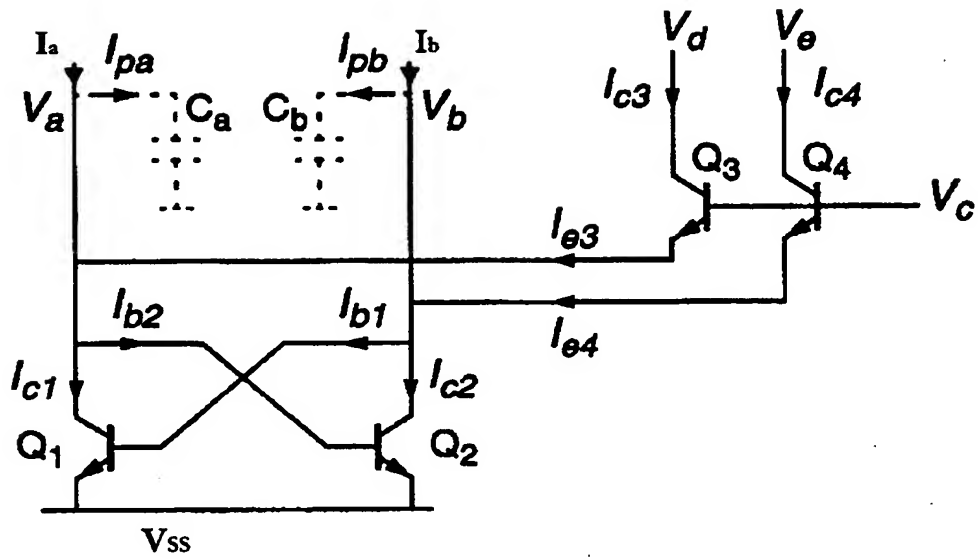 Ia Ipa Ipb Ib Vd Ve
Va Ca Cb Vb Ic3 Ic4
Q3 Q4
Vc
Ie3
Ib2 Ib1 Ie4
Ic1 Ic2
Q1 Q2
Vss